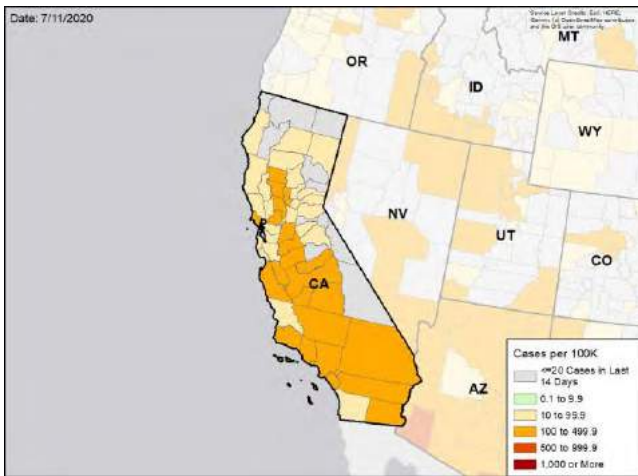 Date: 7/11/2020
MT
OR
ID
WY
NV
UT
CO
CA
AZ
Cases per 100K
<=20 Cases in Last
14 Days
0.1 to 9.9
10 to 99.9
100 to 499.9
500 to 999.9
1,000 or More